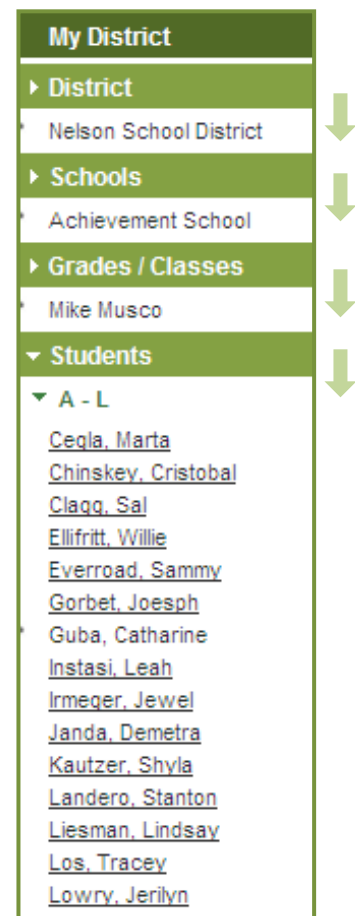 My District
District
Nelson School District
Schools
Achievement School
Grades / Classes
Mike Musco
Students
A - L
Cegla, Marta
Chinskey, Cristobal
Clagg, Sal
Ellifritt, Willie
Everroad, Sammy
Gorbet, Joesph
Guba, Catharine
Instasi, Leah
Irmeger, Jewel
Janda, Demetra
Kautzer, Shyla
Landero, Stanton
Liesman, Lindsay
Los, Tracey
Lowry, Jerilyn